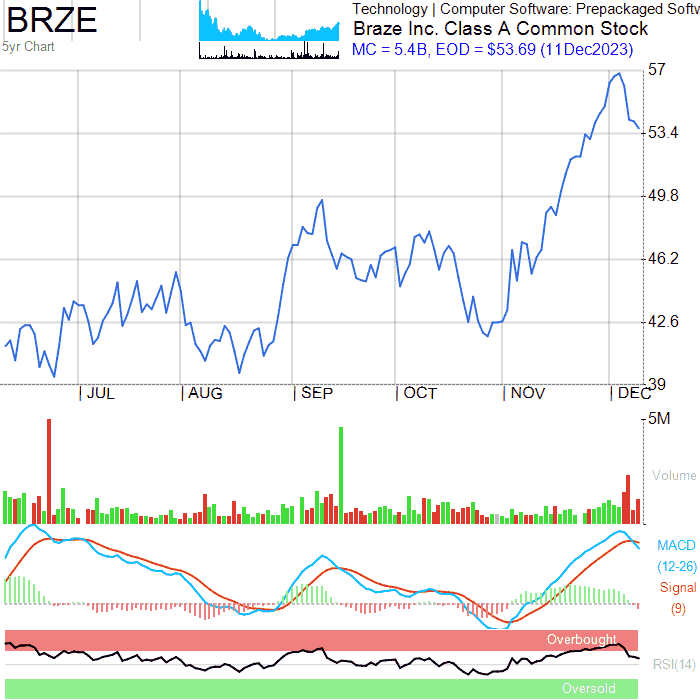 BRZE
5yr Chart
Technology | Computer Software: Prepackaged Softw
Braze Inc. Class A Common Stock
MC = 5.4B, EOD = $53.69 (11Dec2023)
57
53.4
49.8
46.2
42.6
39
| JUL | AUG | SEP | OCT | NOV | DEC
5M
Volume
MACD
(12-26)
Signal
(9)
Overbought
RSI(14)
Oversold